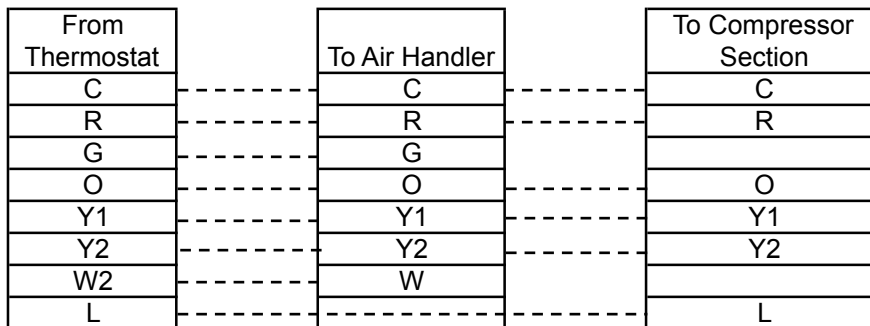 From
Thermostat
To Air Handler
To Compressor
Section
C
C
C
R
R
R
G
G
O
O
O
Y1
Y1
Y1
Y2
Y2
Y2
W2
W
L
L